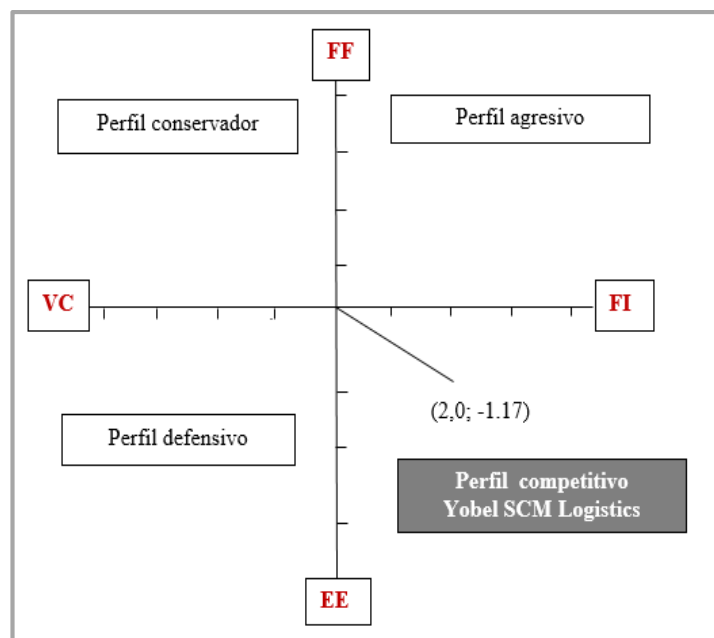 FF
Perfil conservador
Perfil agresivo
VC
FI
(2,0; -1.17)
Perfil defensivo
Perfil competitivo
Yobel SCM Logistics
EE